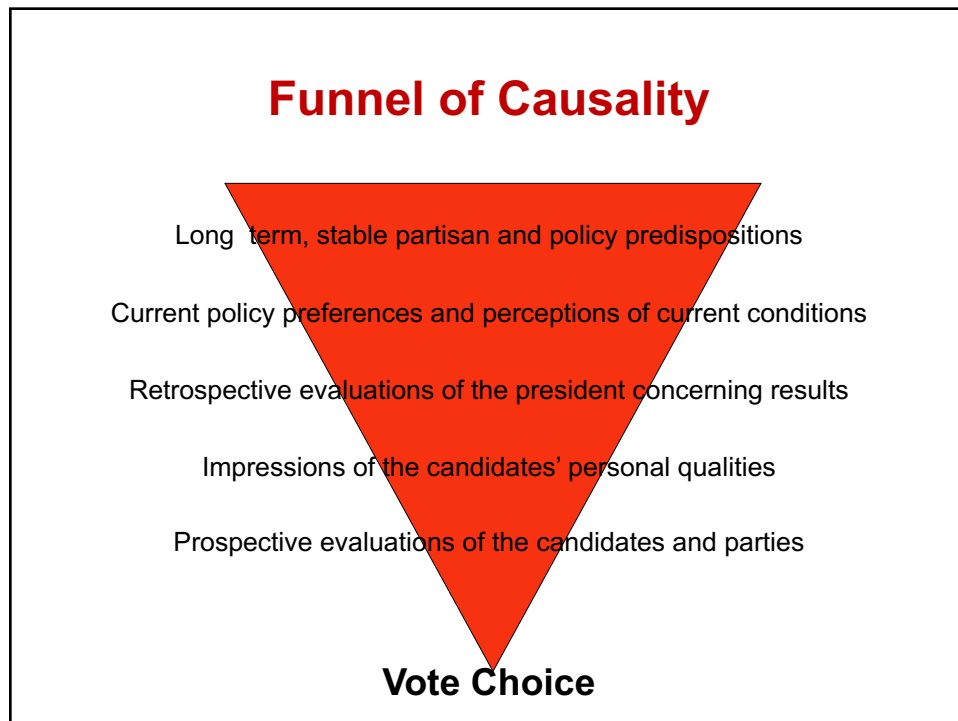 Funnel of Causality
Long term, stable partisan and policy predispositions
Current policy preferences and perceptions of current conditions
Retrospective evaluations of the president concerning results
Impressions of the candidates’ personal qualities
Prospective evaluations of the candidates and parties
Vote Choice